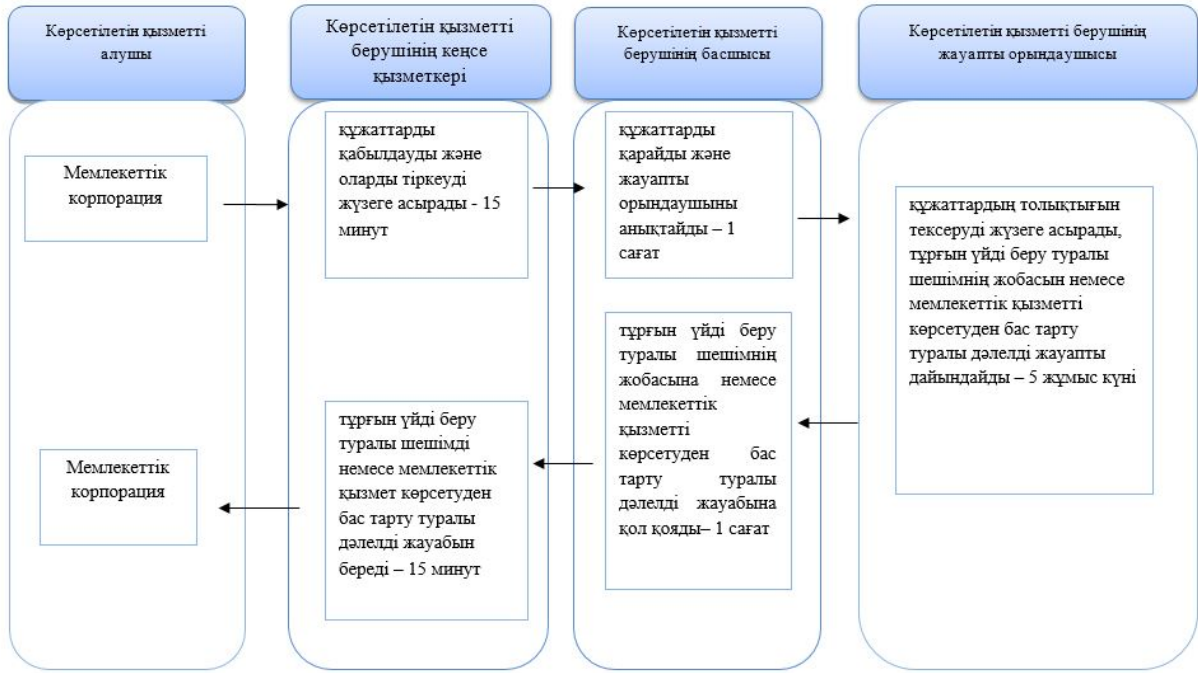 Көрсетілетін қызметті
алушы
Көрсетілетін қызметті
берушінің кеңсе
қызметкері
Көрсетілетін қызметті
берушінің басшысы
Көрсетілетін қызметті берушінің
жауапты орындаушысы
Мемлекеттік
корпорация
құжаттарды
қабылдауды және
оларды тіркеуді
жүзеге асырады - 15
минут
құжаттарды
қарайды және
жауапты
орындаушыны
анықтайды – 1
сағат
құжаттардың толықтығын
тексеруді жүзеге асырады,
тұрғын үйді беру туралы
шешімнің жобасын немесе
мемлекеттік қызметті
көрсетуден бас тарту
туралы дәлелді жауапты
дайындайды – 5 жұмыс күні
тұрғын үйді беру
туралы шешімнің
жобасына немесе
мемлекеттік
қызметті
көрсетуден бас
тарту туралы
дәлелді жауабына
қол қояды– 1 сағат
тұрғын үйді беру
туралы шешімді
немесе мемлекеттік
қызмет көрсетуден
бас тарту туралы
дәлелді жауабын
береді – 15 минут
Мемлекеттік
корпорация